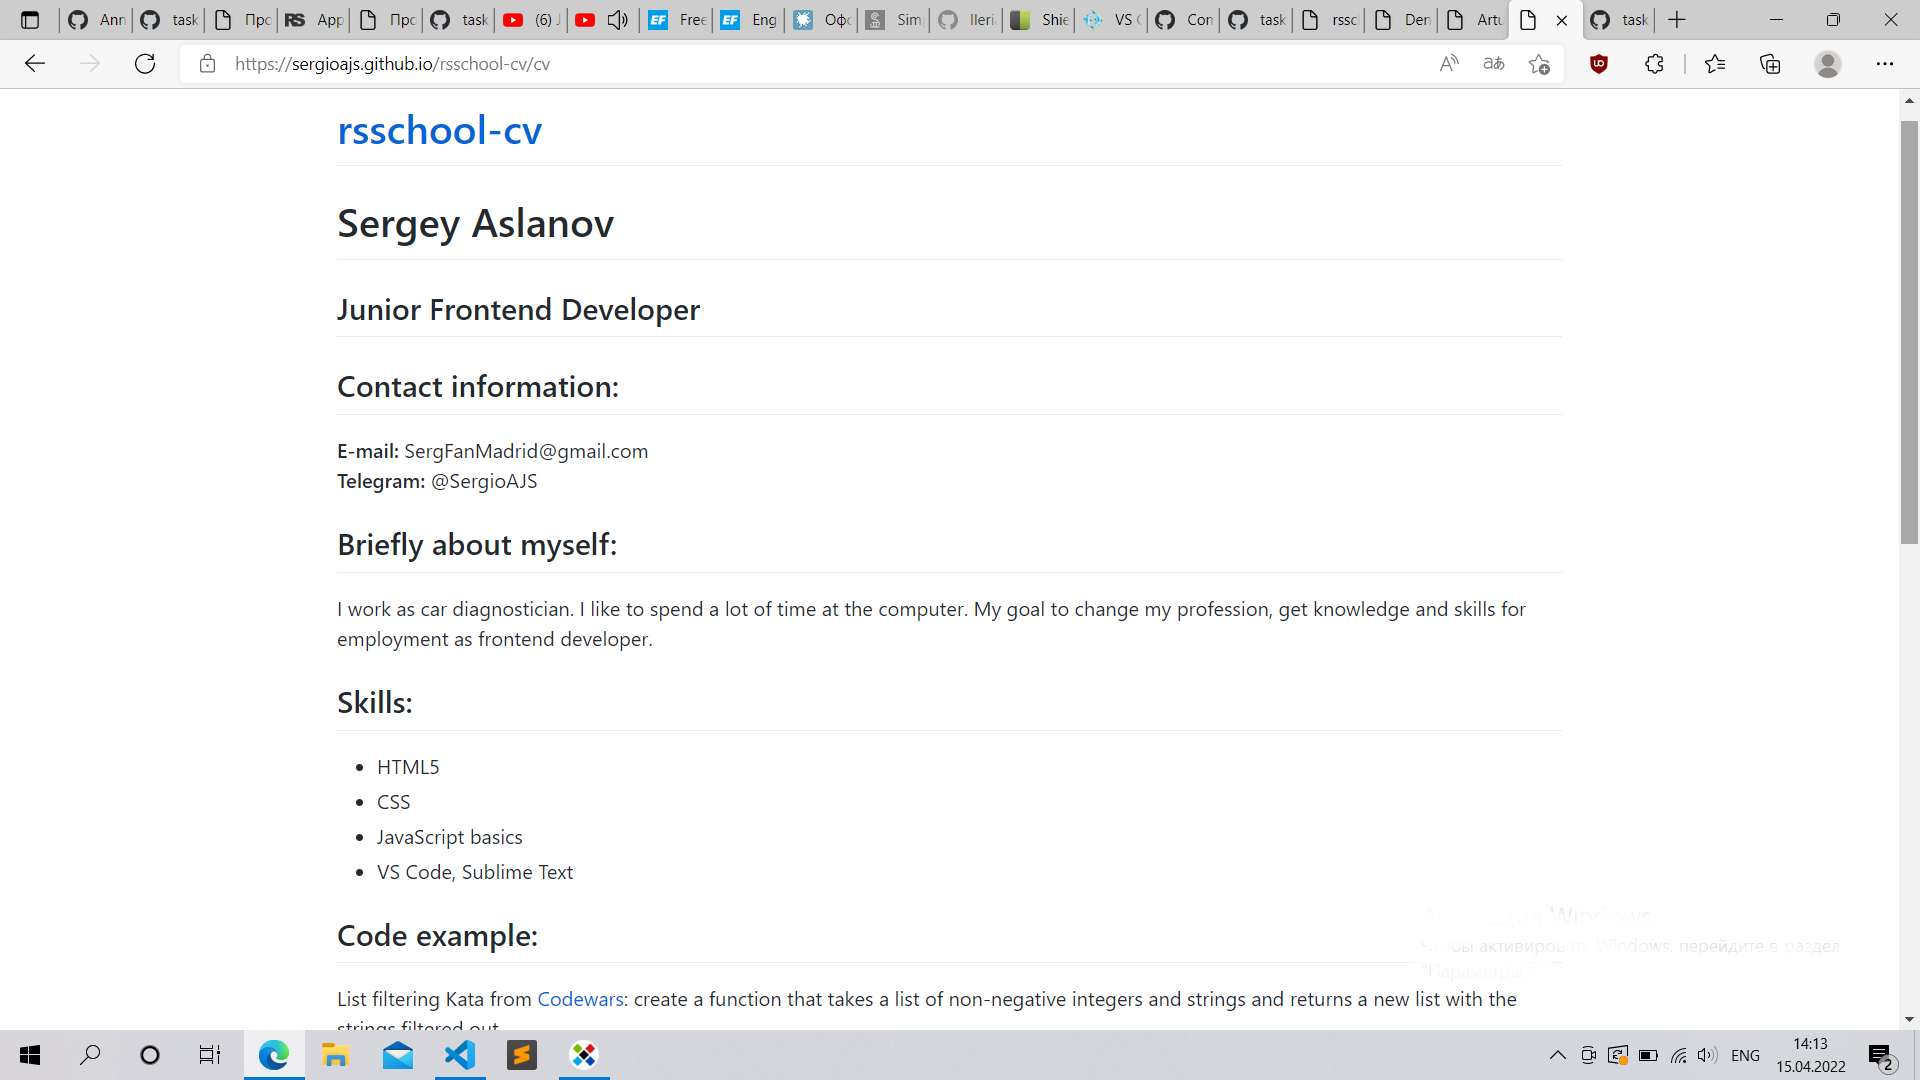 Ann task Прс App Прс task (6) J Free Eng Офс Sim Ileri Shie VS C Con task rssc Den Artu task
https://sergioajs.github.io/rsschool-cv/cv
rsschool-cv
Sergey Aslanov
Junior Frontend Developer
Contact information:
E-mail: SergFanMadrid@gmail.com
Telegram: @SergioAJS
Briefly about myself:
I work as car diagnostician. I like to spend a lot of time at the computer. My goal to change my profession, get knowledge and skills for
employment as frontend developer.
Skills:
HTML5
CSS
JavaScript basics
VS Code, Sublime Text
Code example:
Windows
Чтобы активировать Windows, перейдите в раздел
"Параметры".
List filtering Kata from Codewars: create a function that takes a list of non-negative integers and strings and returns a new list with the
strings filtered out
ENG
14:13
15.04.2022
2